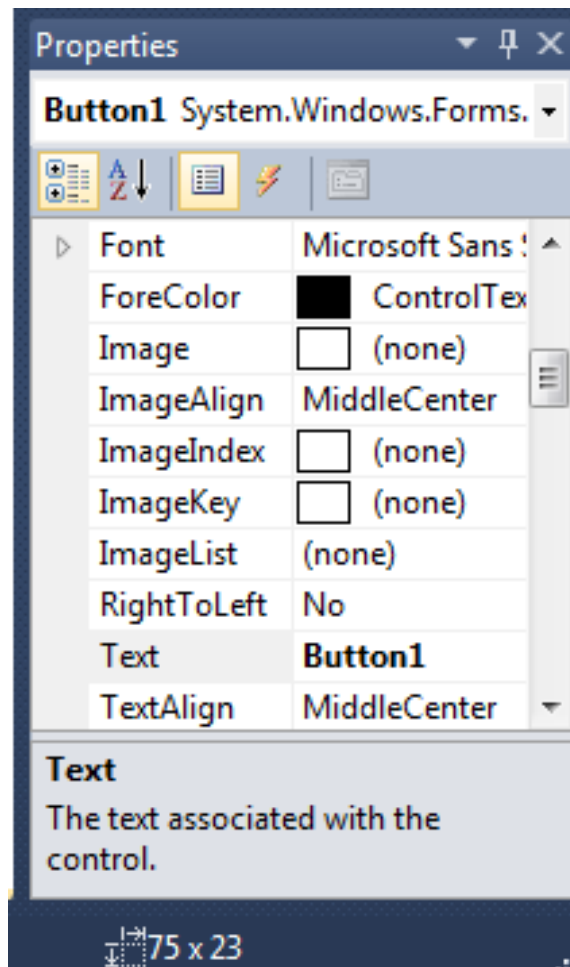 Properties
Button1 System.Windows.Forms.
A
Z
Font Microsoft Sans
ForeColor ControlTex
Image (none)
ImageAlign MiddleCenter
ImageIndex (none)
ImageKey (none)
ImageList (none)
RightToLeft No
Text Button1
TextAlign MiddleCenter
Text
The text associated with the
control.
75 x 23